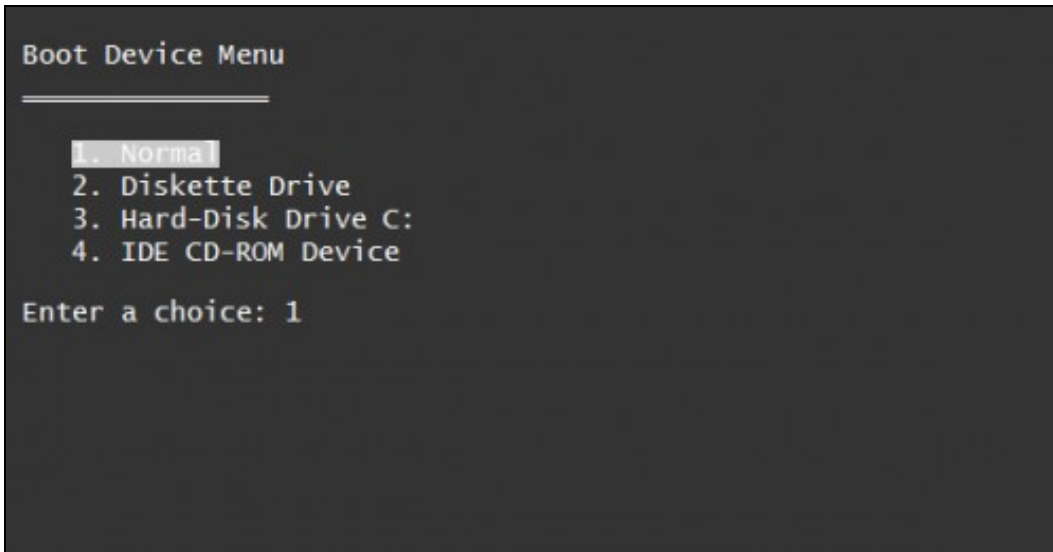 Boot Device Menu
1. Normal
2. Diskette Drive
3. Hard-Disk Drive C:
4. IDE CD-ROM Device
Enter a choice: 1